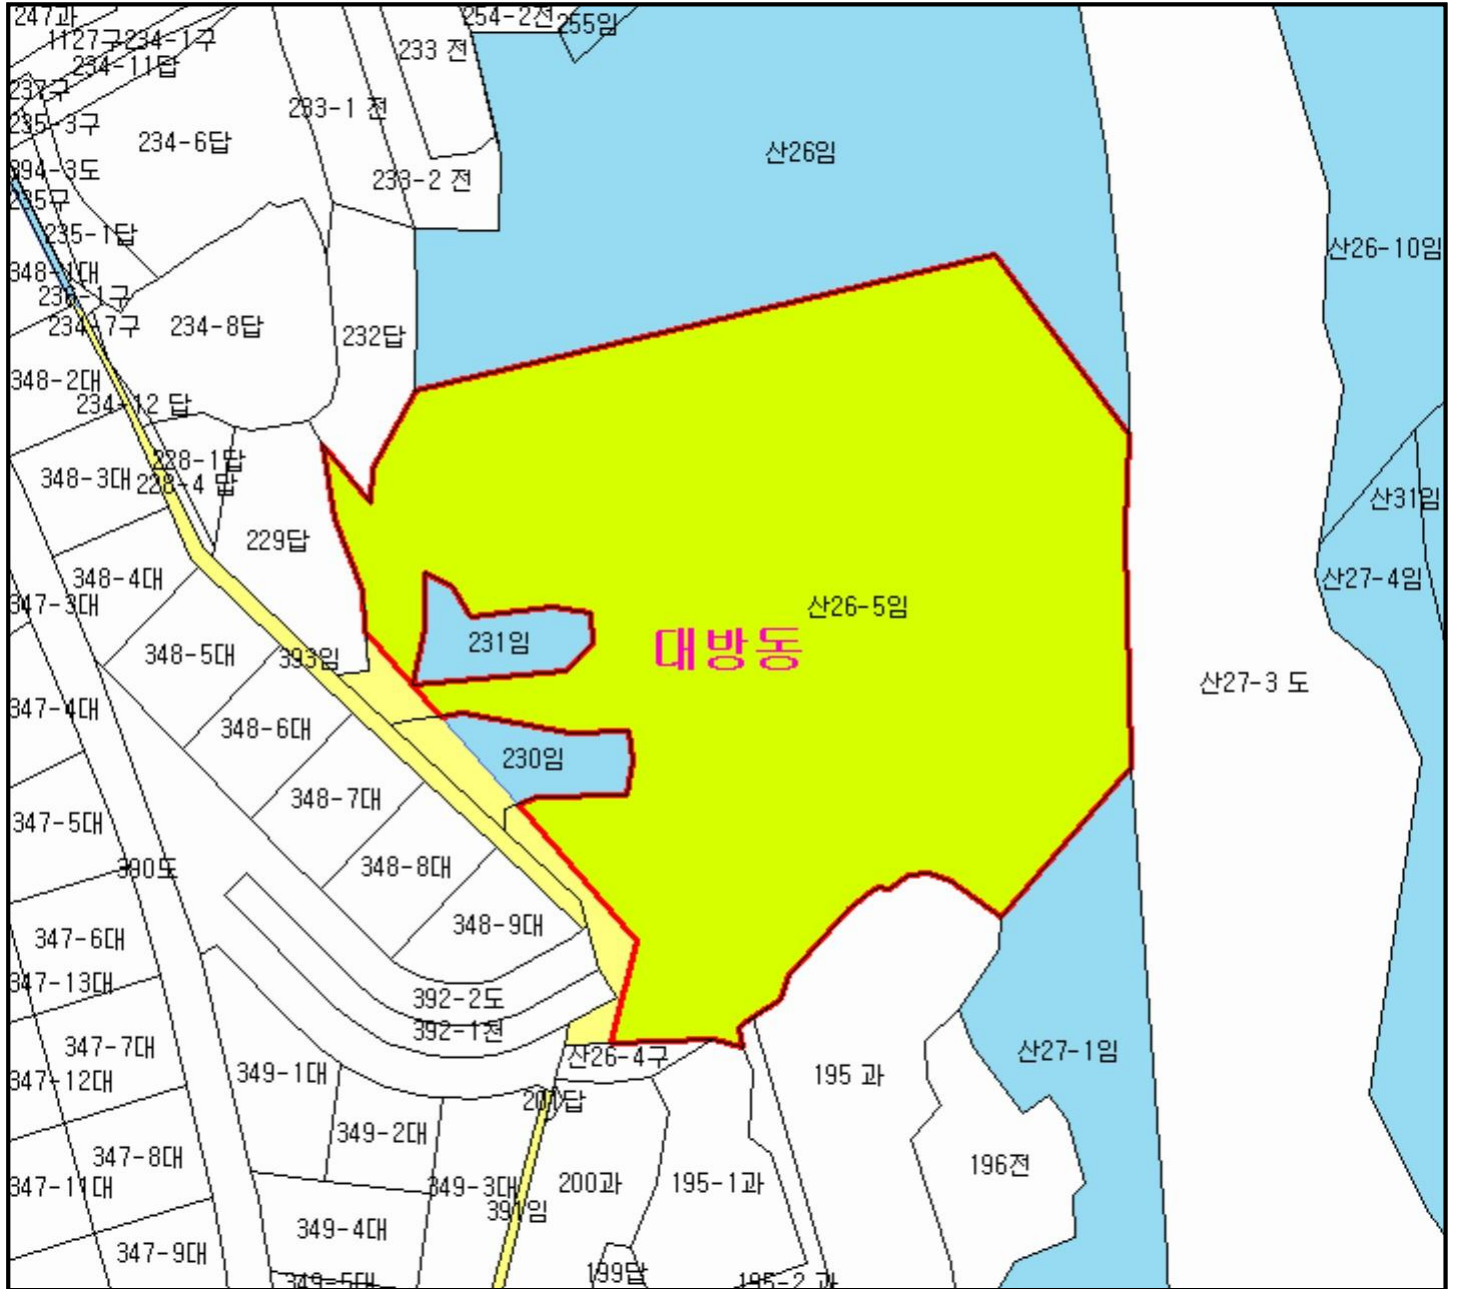 247과
254-2전
255임
1127구
234-1구
233 전
234-11답
237구
233-1 전
235-3구
234-6답
산26임
394-3도
233-2 전
235구
235-1답
산26-10임
348-1대
236-1구
234-7구
234-8답
232답
348-2대
234-12 답
228-1답
348-3대
228-4 답
산31임
229답
348-4대
산27-4임
347-3대
산26-5임
231임
대방동
348-5대
393임
산27-3 도
347-4대
348-6대
230임
348-7대
347-5대
348-8대
390도
348-9대
347-6대
347-13대
392-2도
392-1천
347-7대
산26-4구
산27-1임
349-1대
195 과
347-12대
201답
349-2대
347-8대
196전
347-11대
349-3대
200과
195-1과
391임
349-4대
347-9대
199답
349-5대
195-2 과